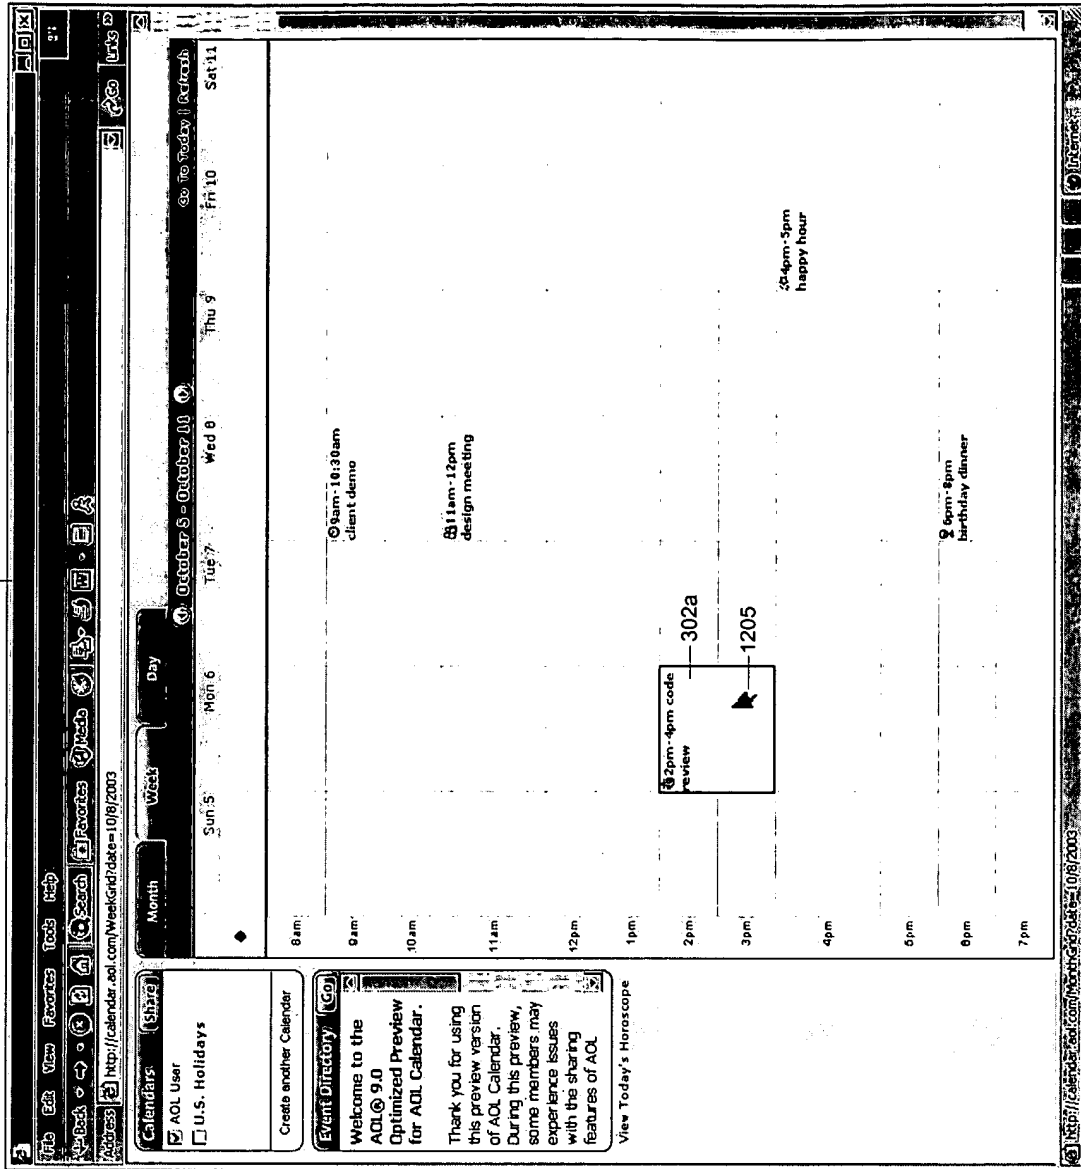 File Edit View Favorites Tools Help
Back Search Favorites Media
Address http://calendar.aol.com/WeekGrid?date=10/8/2003 Go Links
Calendars Share
AOL User
U.S. Holidays
Create another Calendar
Event Directory Go
Welcome to the
AOL® 9.0
Optimized Preview
for AOL Calendar.
Thank you for using
this preview version
of AOL Calendar.
During this preview,
some members may
experience issues
with the sharing
features of AOL
View Today's Horoscope
Month Week Day
October 5 - October 11 Go To Today | Refresh
Sun 5 Mon 6 Tue 7 Wed 8 Thu 9 Fri 10 Sat 11
8am
9am
9am-10:30am
client demo
10am
11am
11am-12pm
design meeting
12pm
1pm
2pm
2pm-4pm code
review
302a
3pm
1205
4pm
4pm-5pm
happy hour
5pm
6pm
6pm-8pm
birthday dinner
7pm
http://calendar.aol.com/MonthGrid?date=10/8/2003 Internet